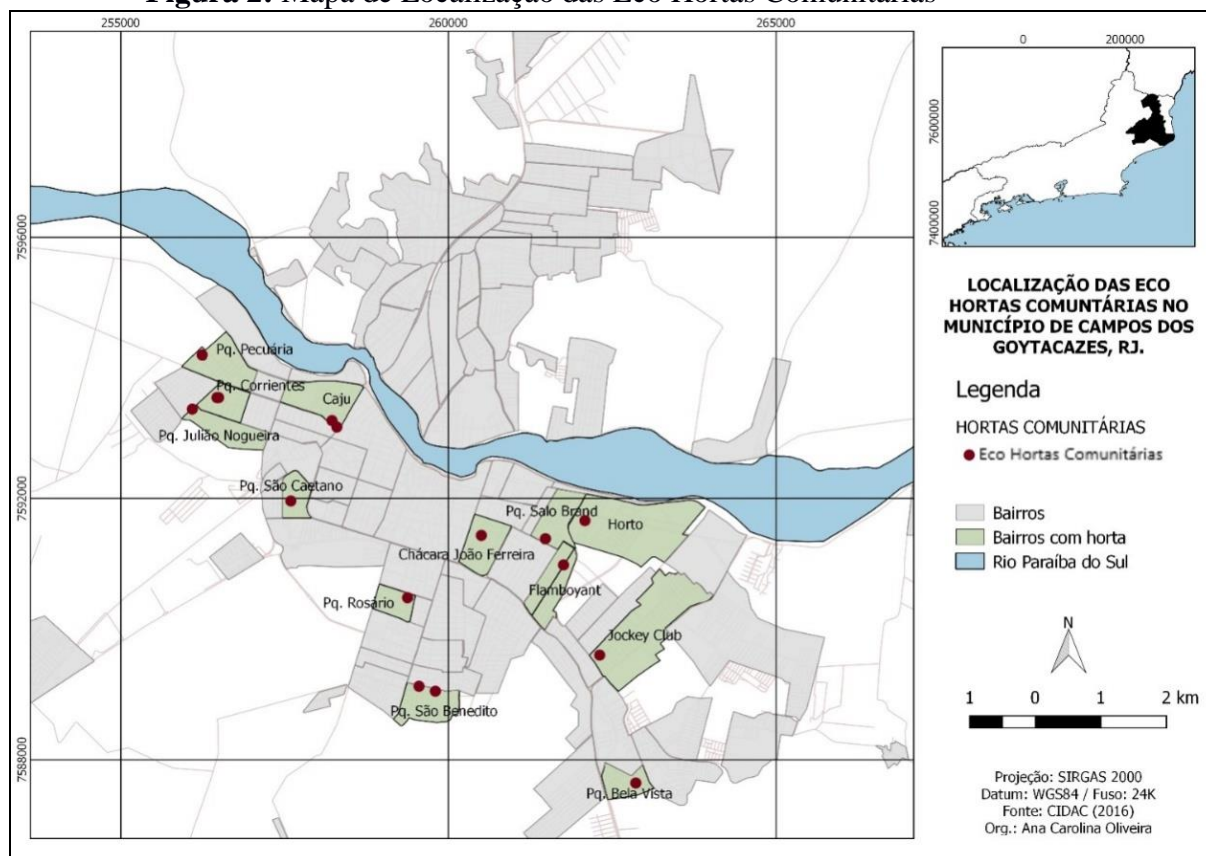 Figura 2: Mapa de Localização das Eco Hortas Comunitárias
255000
260000
265000
7596000
7592000
7588000
Pq. Pecuária
Pq. Corrientes
Caju
Pq. Julião Nogueira
Pq. São Caetano
Pq. Salo Brand
Horto
Chácara João Ferreira
Flamboyant
Pq. Rosário
Jockey Club
Pq. São Benedito
Pq. Bela Vista
0
200000
7600000
7400000
LOCALIZAÇÃO DAS ECO
HORTAS COMUNTÁRIAS NO
MUNICÍPIO DE CAMPOS DOS
GOYTACAZES, RJ.
Legenda
HORTAS COMUNITÁRIAS
Eco Hortas Comunitárias
Bairros
Bairros com horta
Rio Paraíba do Sul
N
1 0 1 2 km
Projeção: SIRGAS 2000
Datum: WGS84 / Fuso: 24K
Fonte: CIDAC (2016)
Org.: Ana Carolina Oliveira